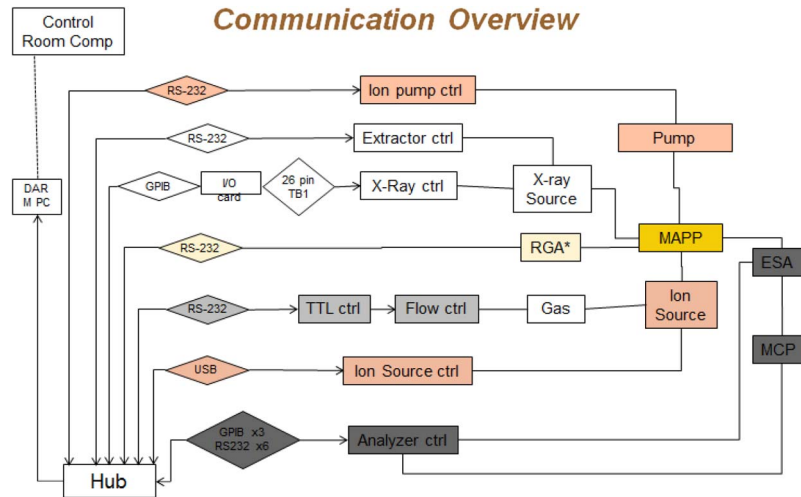 Communication Overview
Control
Room Comp
RS-232
Ion pump ctrl
RS-232
Extractor ctrl
Pump
DAR
M PC
GPIB
I/O
card
26 pin
TB1
X-Ray ctrl
X-ray
Source
RS-232
RGA*
MAPP
ESA
RS-232
TTL ctrl
Flow ctrl
Gas
Ion
Source
MCP
USB
Ion Source ctrl
GPIB x3
RS232 x6
Analyzer ctrl
Hub